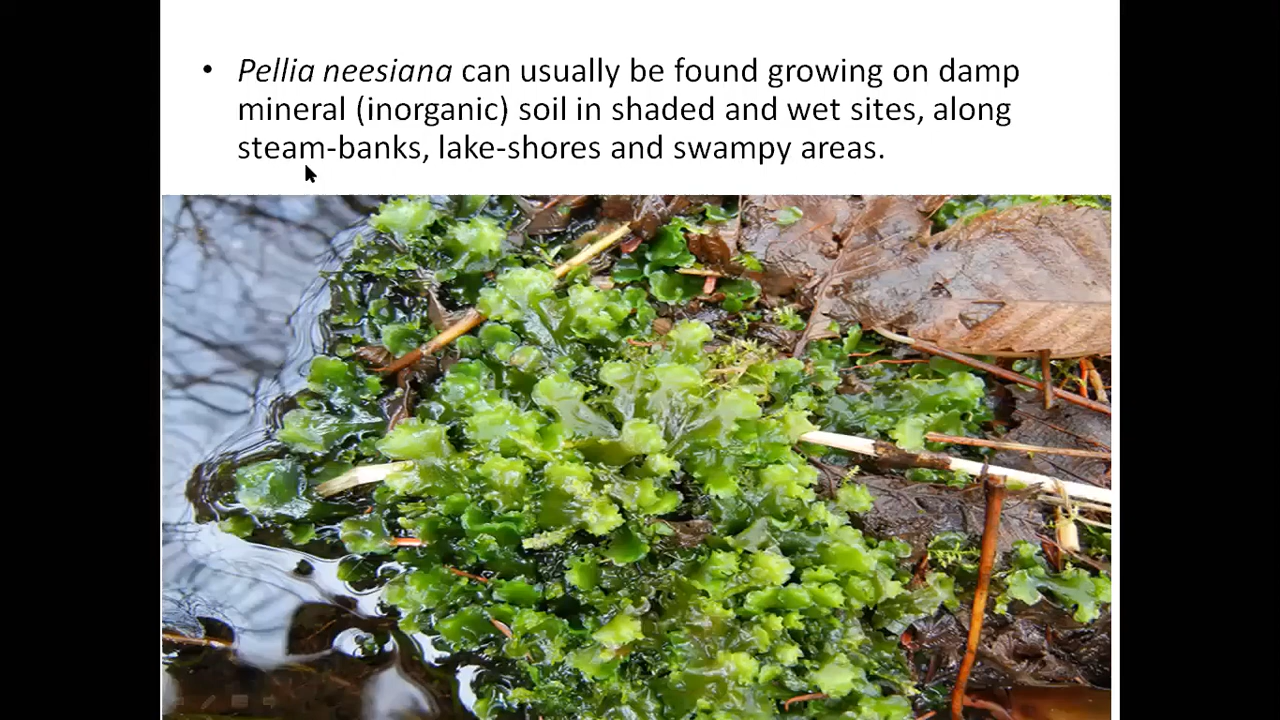 • Pellia neesiana can usually be found growing on damp
mineral (inorganic) soil in shaded and wet sites, along
steam-banks, lake-shores and swampy areas.